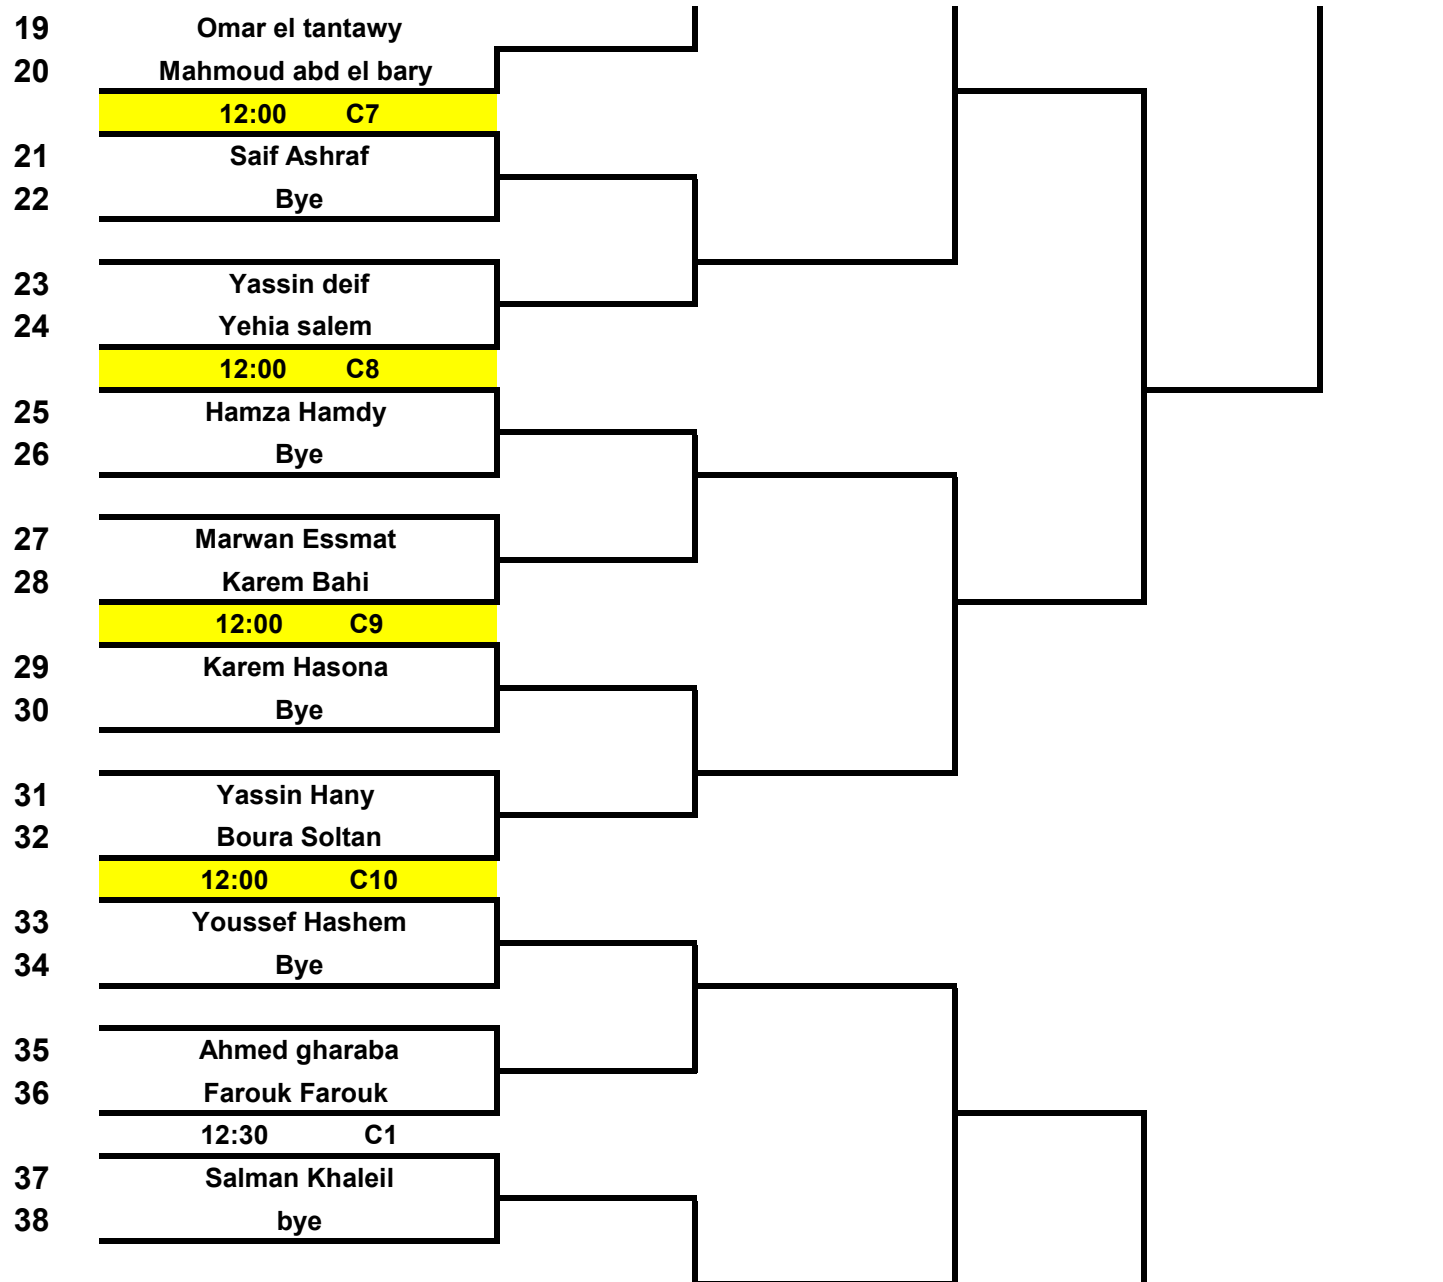 19 Omar el tantawy
20 Mahmoud abd el bary
12:00 C7
21 Saif Ashraf
22 Bye
23 Yassin deif
24 Yehia salem
12:00 C8
25 Hamza Hamdy
26 Bye
27 Marwan Essmat
28 Karem Bahi
12:00 C9
29 Karem Hasona
30 Bye
31 Yassin Hany
32 Boura Soltan
12:00 C10
33 Youssef Hashem
34 Bye
35 Ahmed gharaba
36 Farouk Farouk
12:30 C1
37 Salman Khaleil
38 bye